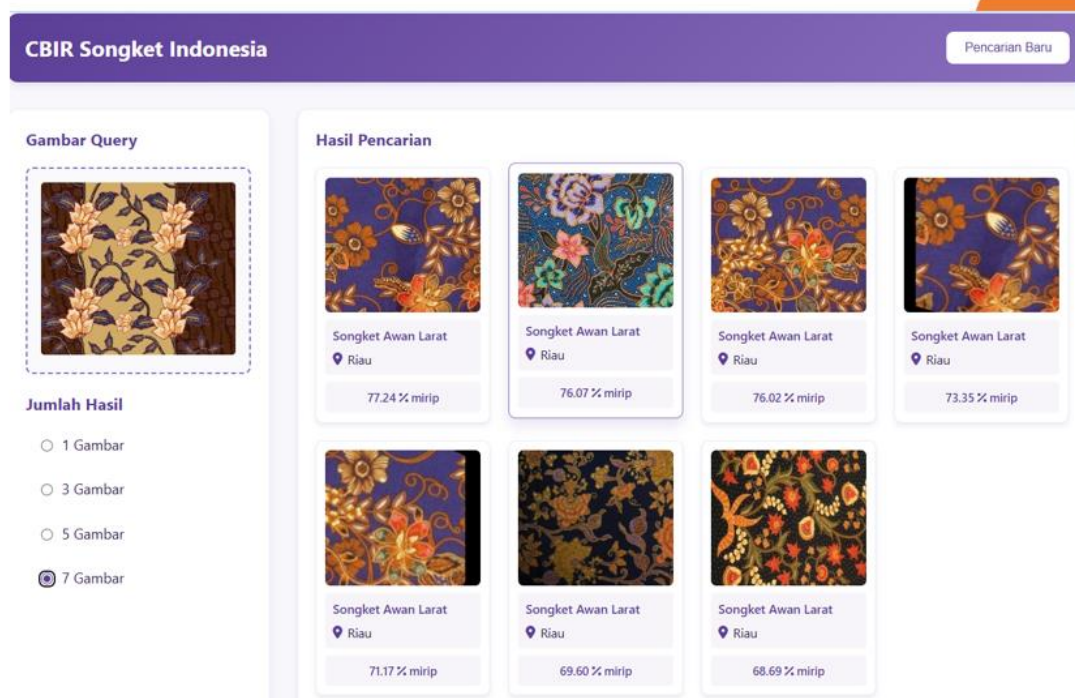 CBIR Songket Indonesia
Pencarian Baru
Gambar Query
Jumlah Hasil
1 Gambar
3 Gambar
5 Gambar
7 Gambar
Hasil Pencarian
Songket Awan Larat
Riau
77.24 % mirip
Songket Awan Larat
Riau
76.07 % mirip
Songket Awan Larat
Riau
76.02 % mirip
Songket Awan Larat
Riau
73.35 % mirip
Songket Awan Larat
Riau
71.17 % mirip
Songket Awan Larat
Riau
69.60 % mirip
Songket Awan Larat
Riau
68.69 % mirip